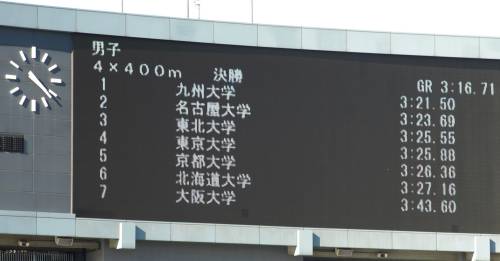 男子
4×400m 決勝 GR 3:16.71
1 九州大学 3:21.50
2 名古屋大学 3:23.69
3 東北大学 3:25.55
4 東京大学 3:25.88
5 京都大学 3:26.36
6 北海道大学 3:27.16
7 大阪大学 3:43.60